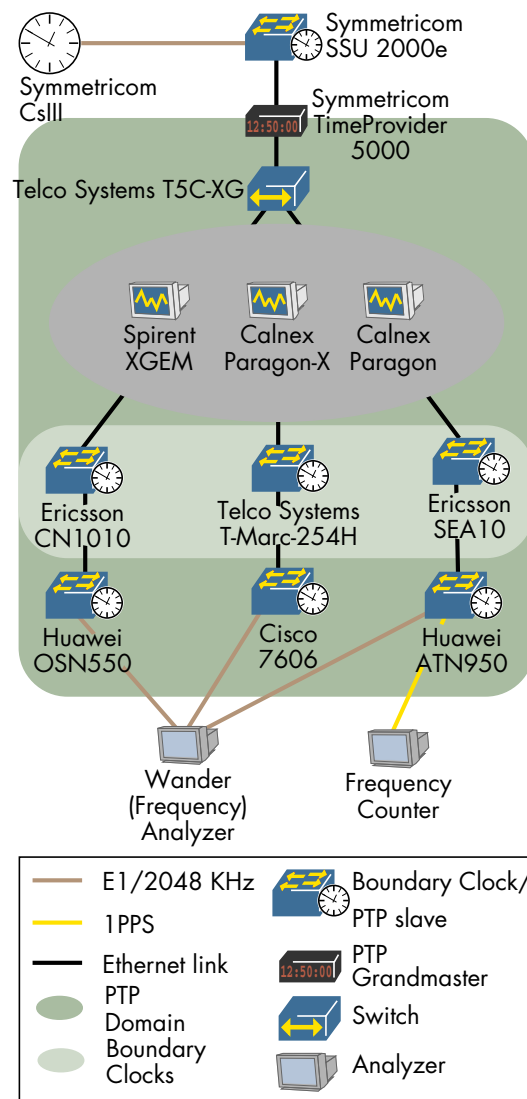 Symmetricom
SSU 2000e
Symmetricom
CsIII
Symmetricom
TimeProvider
5000
12:50:00
Telco Systems T5C-XG
Spirent
XGEM
Calnex
Paragon-X
Calnex
Paragon
Ericsson
CN1010
Telco Systems
T-Marc-254H
Ericsson
SEA10
Huawei
OSN550
Cisco
7606
Huawei
ATN950
Wander
(Frequency)
Analyzer
Frequency
Counter
E1/2048 KHz
1PPS
Ethernet link
PTP
Domain
Boundary
Clocks
Boundary Clock/
PTP slave
12:50:00
PTP
Grandmaster
Switch
Analyzer